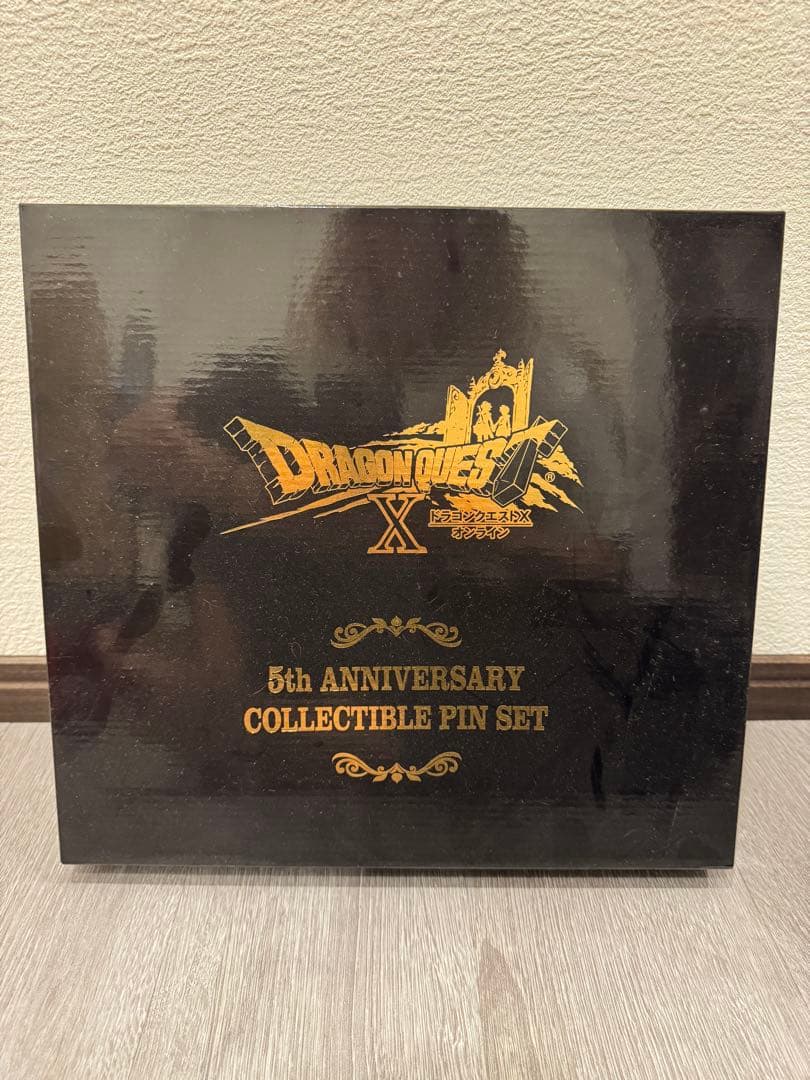 DRAGON QUEST®
X
ドラゴンクエストX
オンライン
5th ANNIVERSARY
COLLECTIBLE PIN SET